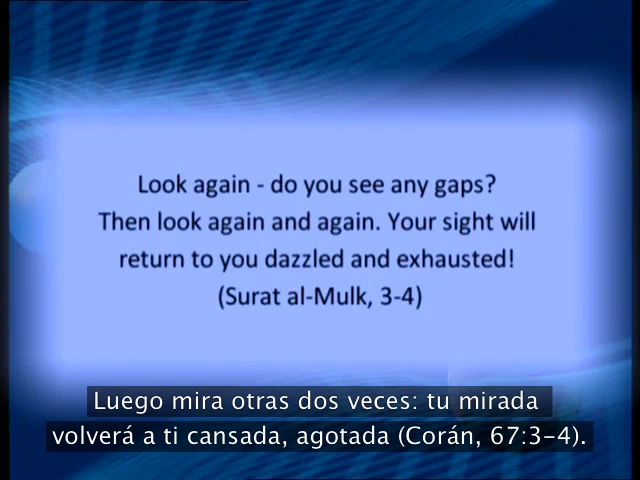 Look again - do you see any gaps?
Then look again and again. Your sight will
return to you dazzled and exhausted!
(Surat al-Mulk, 3-4)
Luego mira otras dos veces: tu mirada
volverá a ti cansada, agotada (Corán, 67:3–4).